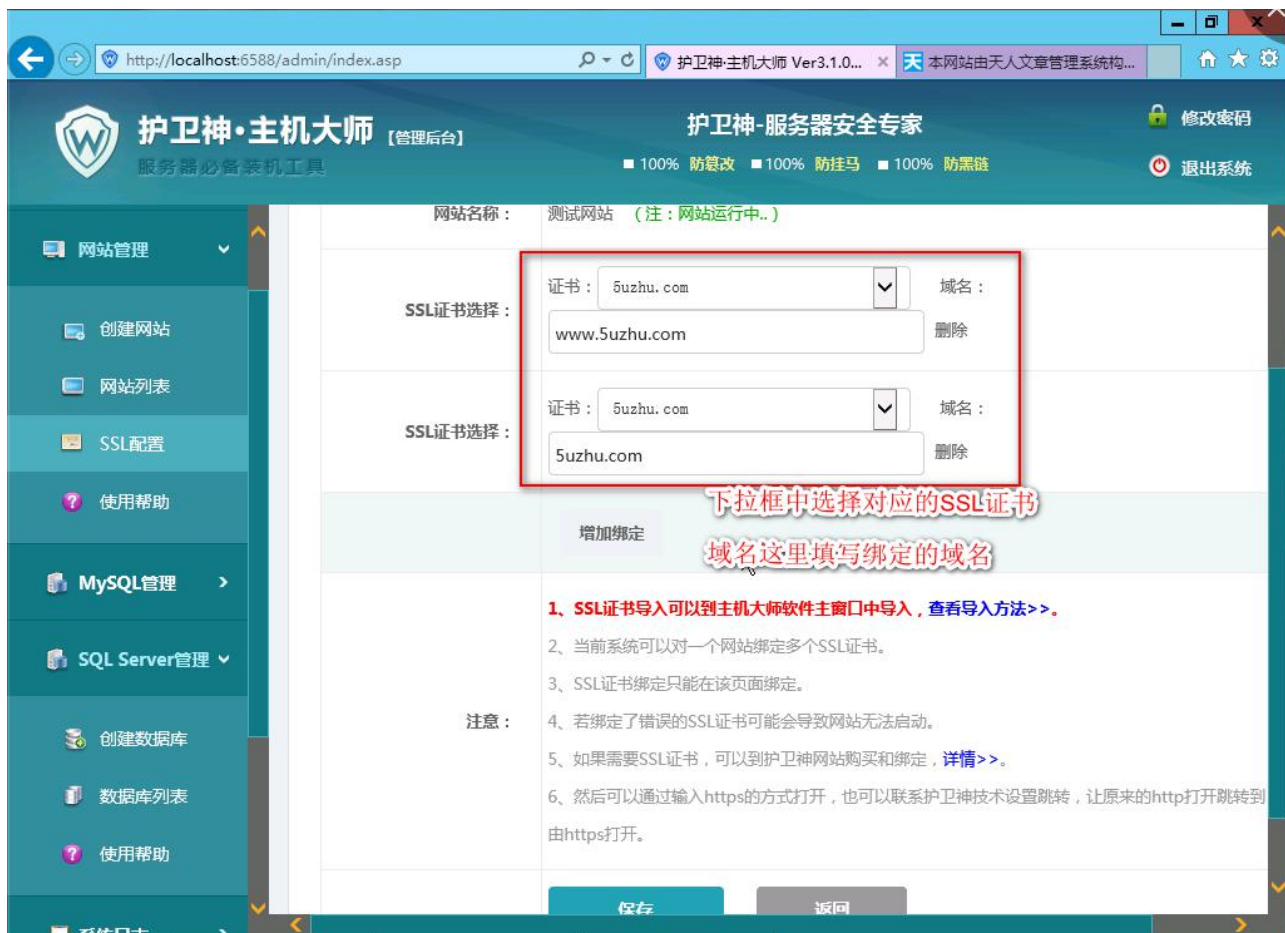 http://localhost:6588/admin/index.asp
护卫神·主机大师 Ver3.1.0...
本网站由天人文章管理系统构...
护卫神·主机大师 【管理后台】
服务器必备装机工具
护卫神-服务器安全专家
100% 防篡改 100% 防挂马 100% 防黑链
修改密码
退出系统
网站管理
创建网站
网站列表
SSL配置
使用帮助
MySQL管理
SQL Server管理
创建数据库
数据库列表
使用帮助
系统日志
网站名称： 测试网站 （注：网站运行中..）
SSL证书选择： 证书： 5uzhu.com 域名：
www.5uzhu.com 删除
SSL证书选择： 证书： 5uzhu.com 域名：
5uzhu.com 删除
下拉框中选择对应的SSL证书
增加绑定
域名这里填写绑定的域名
注意：
1、SSL证书导入可以到主机大师软件主窗口中导入，查看导入方法>>。
2、当前系统可以对一个网站绑定多个SSL证书。
3、SSL证书绑定只能在该页面绑定。
4、若绑定了错误的SSL证书可能会导致网站无法启动。
5、如果需要SSL证书，可以到护卫神网站购买和绑定，详情>>。
6、然后可以通过输入https的方式打开，也可以联系护卫神技术设置跳转，让原来的http打开跳转到
由https打开。
保存 返回